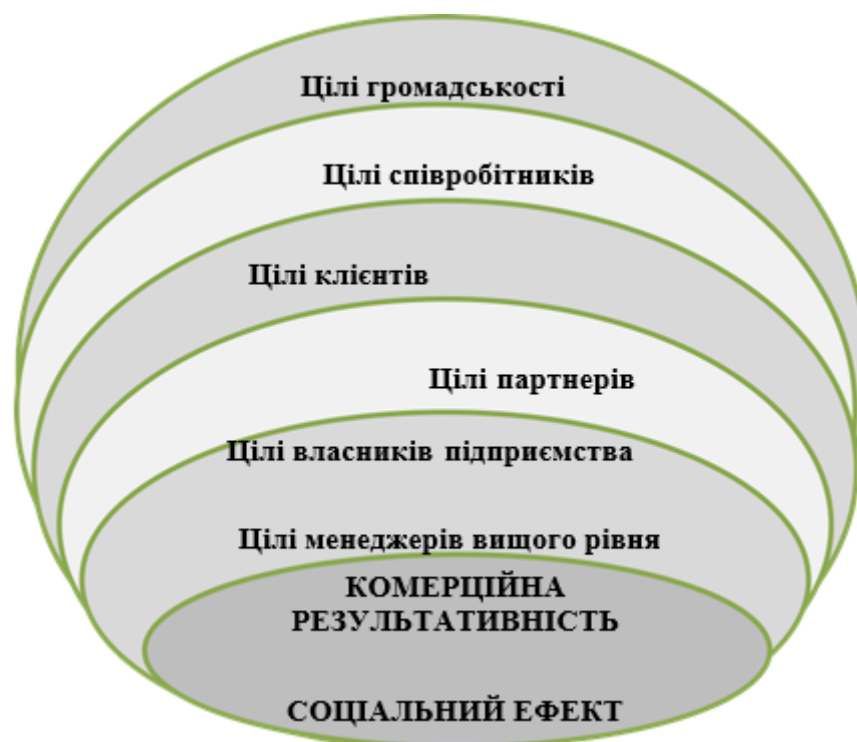 Цілі громадськості
Цілі співробітників
Цілі клієнтів
Цілі партнерів
Цілі власників підприємства
Цілі менеджерів вищого рівня
КОМЕРЦІЙНА
РЕЗУЛЬТАТИВНІСТЬ
СОЦІАЛЬНИЙ ЕФЕКТ